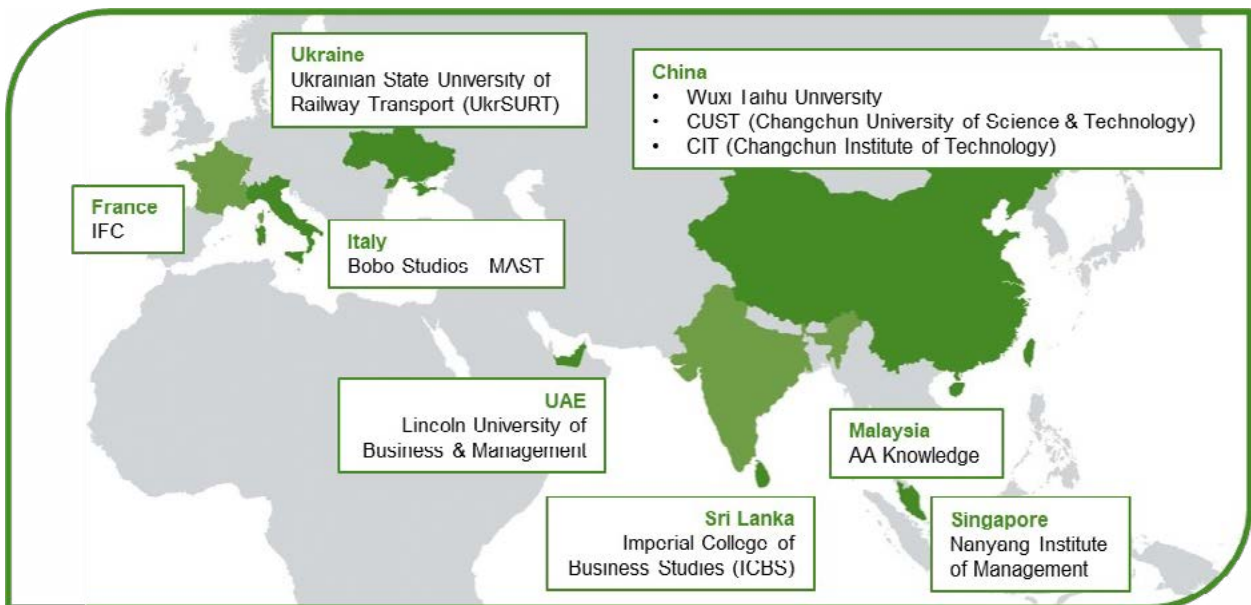 Ukraine
Ukrainian State University of
Railway Transport (UkrSURT)
China
• Wuxi Taihu University
• CUST (Changchun University of Science & Technology)
• CIT (Changchun Institute of Technology)
France
IFC
Italy
Bobo Studios MAST
UAE
Lincoln University of
Business & Management
Malaysia
AA Knowledge
Sri Lanka
Imperial College of
Business Studies (ICBS)
Singapore
Nanyang Institute
of Management